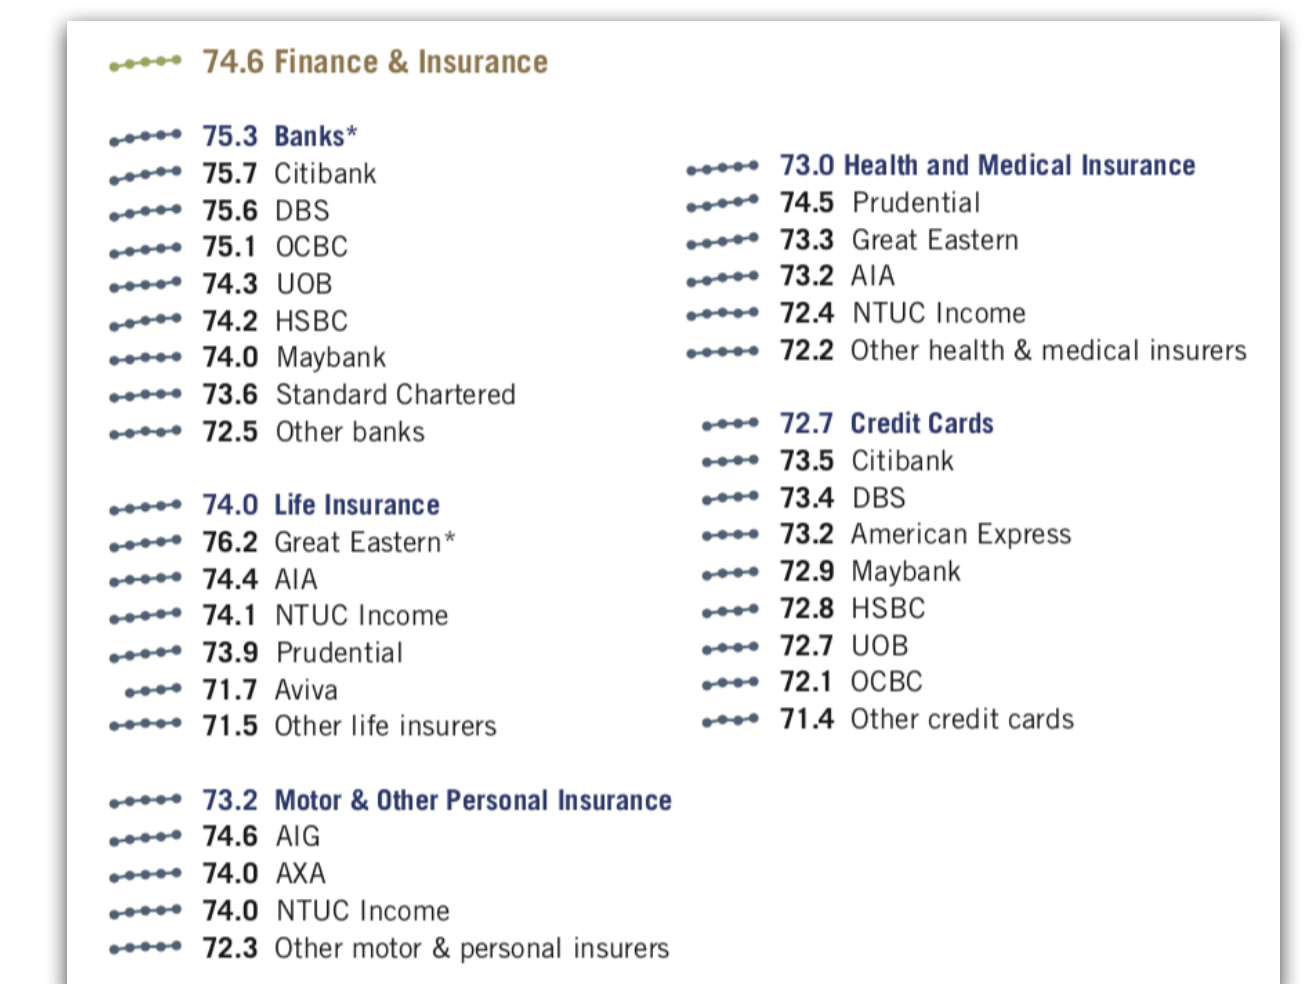 74.6 Finance & Insurance
75.3 Banks*
75.7 Citibank
75.6 DBS
75.1 OCBC
74.3 UOB
74.2 HSBC
74.0 Maybank
73.6 Standard Chartered
72.5 Other banks
74.0 Life Insurance
76.2 Great Eastern*
74.4 AIA
74.1 NTUC Income
73.9 Prudential
71.7 Aviva
71.5 Other life insurers
73.2 Motor & Other Personal Insurance
74.6 AIG
74.0 AXA
74.0 NTUC Income
72.3 Other motor & personal insurers
73.0 Health and Medical Insurance
74.5 Prudential
73.3 Great Eastern
73.2 AIA
72.4 NTUC Income
72.2 Other health & medical insurers
72.7 Credit Cards
73.5 Citibank
73.4 DBS
73.2 American Express
72.9 Maybank
72.8 HSBC
72.7 UOB
72.1 OCBC
71.4 Other credit cards